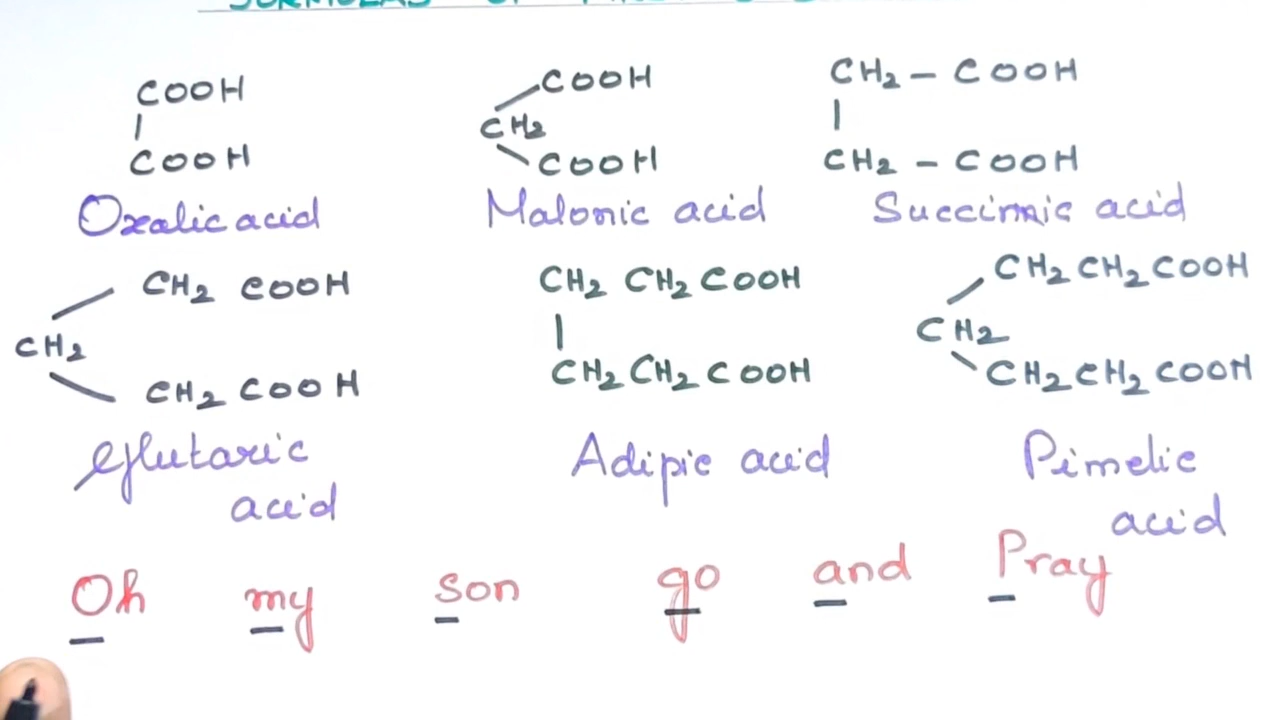 COOH COOH CH₂ – COOH
CH₂
COOH COOH CH₂ – COOH
Oxalic acid Malonic acid Succinnic acid
CH₂ COOH CH₂ CH₂ COOH CH₂ CH₂ COOH
CH₂ CH₂
CH₂ COOH CH₂ CH₂ COOH CH₂ CH₂ COOH
Glutaric acid Adipic acid Pimelic acid
Oh my son go and Pray